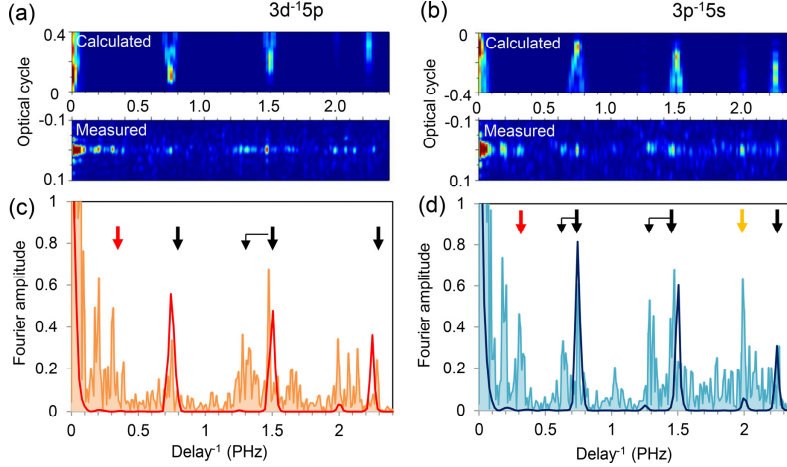 (a) 3d⁻¹5p
0.4
Calculated
0
0 0.5 1.0 1.5 2.0
-0.1
Measured
0.1
Optical cycle
(b) 3p⁻¹5s
0
Calculated
-0.4
0 0.5 1.0 1.5 2.0
-0.1
Measured
0.1
Optical cycle
(c)
1
0.8
0.6
0.4
0.2
0
Fourier amplitude
0 0.5 1 1.5 2
Delay⁻¹ (PHz)
(d)
1
0.8
0.6
0.4
0.2
0
Fourier amplitude
0 0.5 1 1.5 2
Delay⁻¹ (PHz)